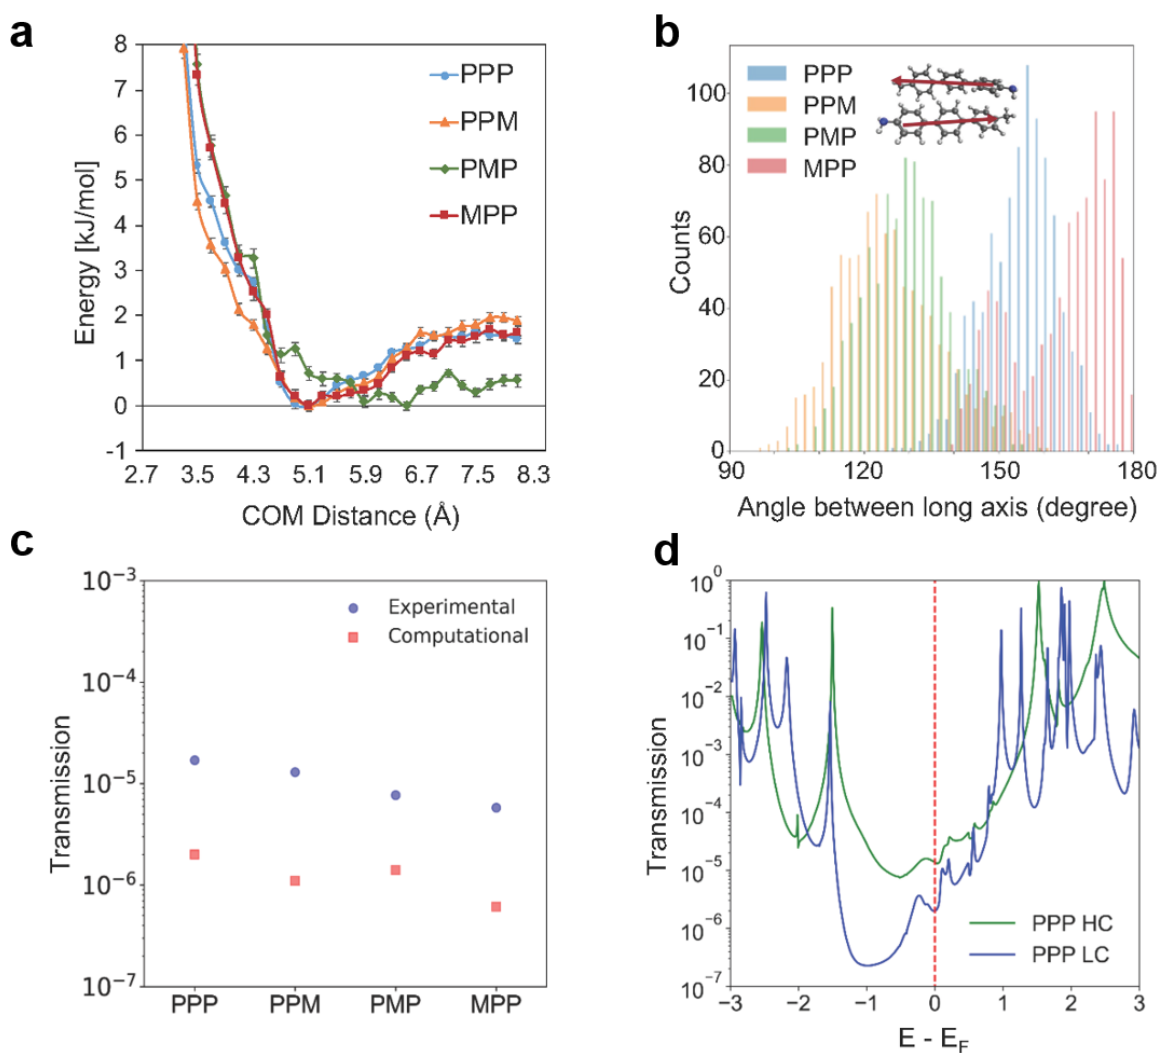 a
8
7
6
5
4
3
2
1
0
-1
Energy [kJ/mol]
PPP
PPM
PMP
MPP
2.7 3.5 4.3 5.1 5.9 6.7 7.5 8.3
COM Distance (Å)
b
100
80
60
40
20
0
Counts
PPP
PPM
PMP
MPP
90 120 150 180
Angle between long axis (degree)
c
10⁻³
10⁻⁴
10⁻⁵
10⁻⁶
10⁻⁷
Transmission
Experimental
Computational
PPP PPM PMP MPP
d
10⁰
10⁻¹
10⁻²
10⁻³
10⁻⁴
10⁻⁵
10⁻⁶
10⁻⁷
Transmission
PPP HC
PPP LC
−3 −2 −1 0 1 2 3
E - E_F